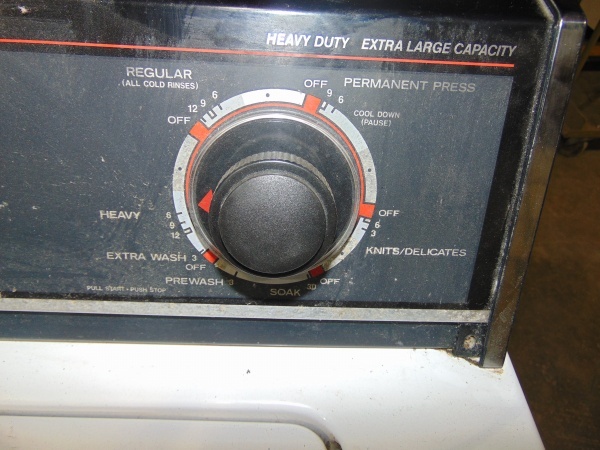 HEAVY DUTY EXTRA LARGE CAPACITY
REGULAR
(ALL COLD RINSES)
12 9 6
OFF
OFF
9 6
PERMANENT PRESS
COOL DOWN
(PAUSE)
HEAVY
6
9
12
OFF
6
3
KNITS/DELICATES
EXTRA WASH 3
OFF
PREWASH 3
SOAK 30 OFF
PULL START - PUSH STOP